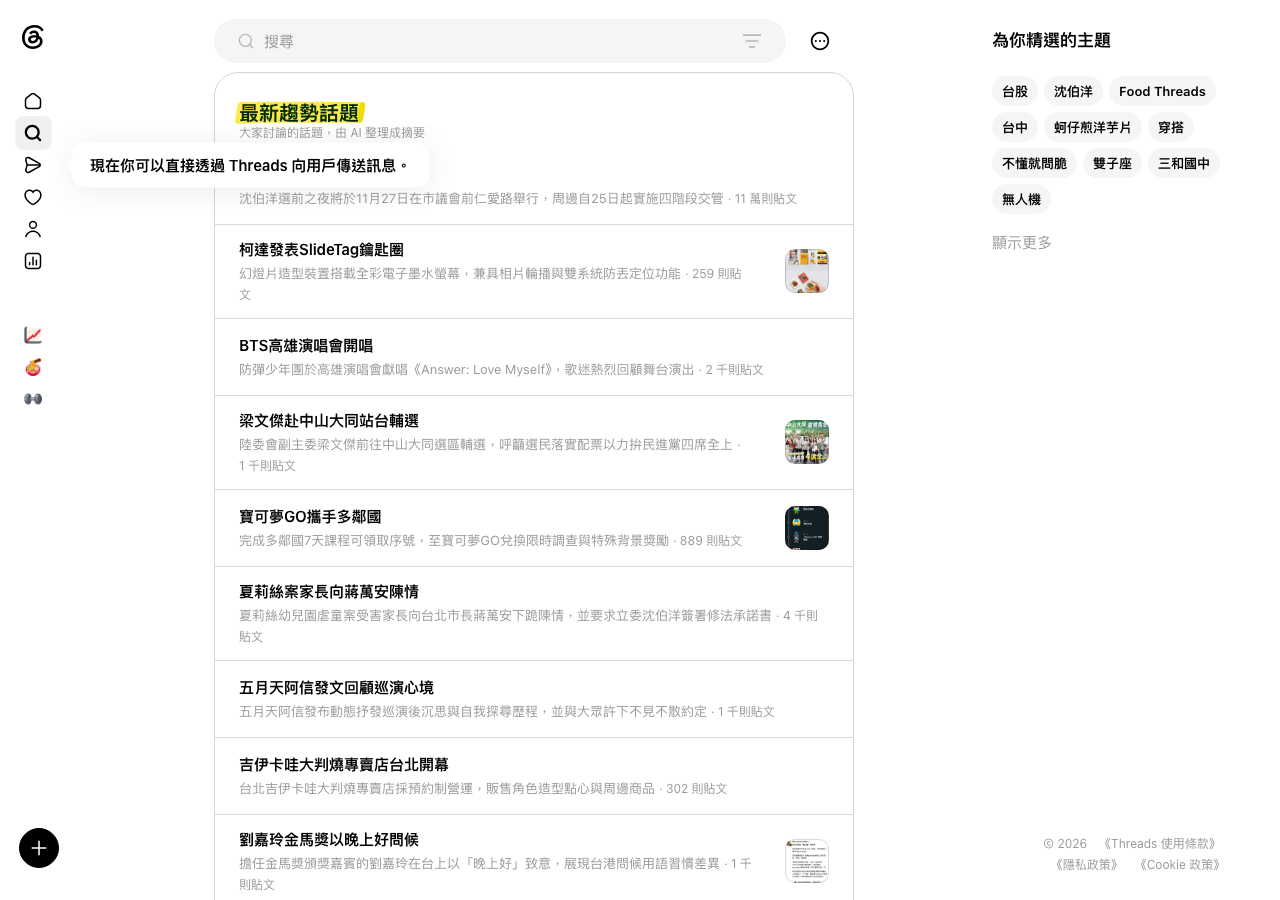 搜尋
最新趨勢話題
大家討論的話題，由 AI 整理成摘要
現在你可以直接透過 Threads 向用戶傳送訊息。
沈伯洋選前之夜將於11月27日在市議會前仁愛路舉行，周邊自25日起實施四階段交管 · 11 萬則貼文
柯達發表SlideTag鑰匙圈
幻燈片造型裝置搭載全彩電子墨水螢幕，兼具相片輪播與雙系統防丟定位功能 · 259 則貼
文
BTS高雄演唱會開唱
防彈少年團於高雄演唱會獻唱《Answer: Love Myself》，歌迷熱烈回顧舞台演出 · 2 千則貼文
梁文傑赴中山大同站台輔選
陸委會副主委梁文傑前往中山大同選區輔選，呼籲選民落實配票以力拚民進黨四席全上 ·
1 千則貼文
寶可夢GO攜手多鄰國
完成多鄰國7天課程可領取序號，至寶可夢GO兌換限時調查與特殊背景獎勵 · 889 則貼文
夏莉絲案家長向蔣萬安陳情
夏莉絲幼兒園虐童案受害家長向台北市長蔣萬安下跪陳情，並要求立委沈伯洋簽署修法承諾書 · 4 千則
貼文
五月天阿信發文回顧巡演心境
五月天阿信發布動態抒發巡演後沉思與自我探尋歷程，並與大眾許下不見不散約定 · 1 千則貼文
吉伊卡哇大判燒專賣店台北開幕
台北吉伊卡哇大判燒專賣店採預約制營運，販售角色造型點心與周邊商品 · 302 則貼文
劉嘉玲金馬獎以晚上好問候
擔任金馬獎頒獎嘉賓的劉嘉玲在台上以「晚上好」致意，展現台港問候用語習慣差異 · 1 千
則貼文
為你精選的主題
台股
沈伯洋
Food Threads
台中
蚵仔煎洋芋片
穿搭
不懂就問脆
雙子座
三和國中
無人機
顯示更多
© 2026 《Threads 使用條款》
《隱私政策》 《Cookie 政策》